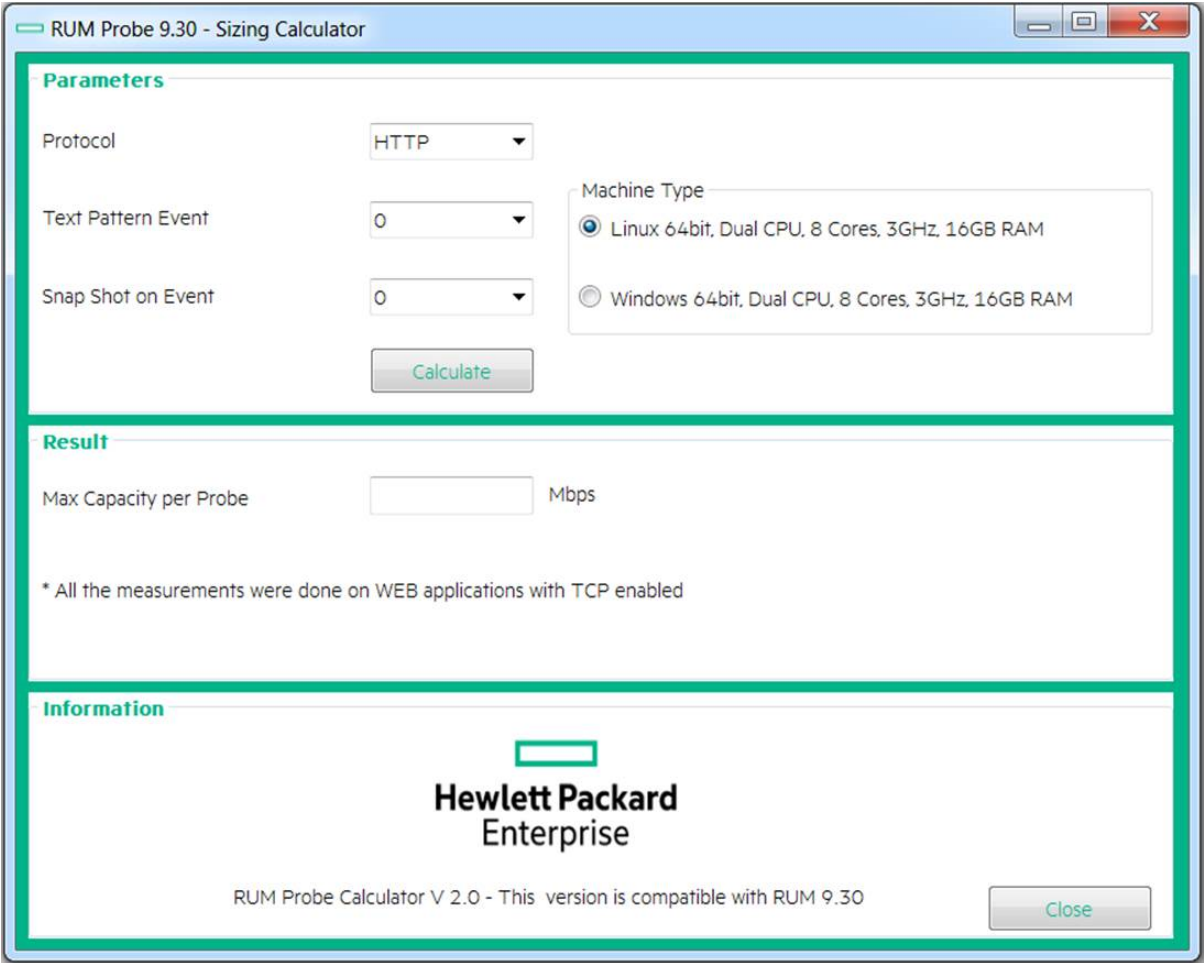 RUM Probe 9.30 - Sizing Calculator
Parameters
Protocol
HTTP
Text Pattern Event
0
Machine Type
Linux 64bit, Dual CPU, 8 Cores, 3GHz, 16GB RAM
Snap Shot on Event
0
Windows 64bit, Dual CPU, 8 Cores, 3GHz, 16GB RAM
Calculate
Result
Max Capacity per Probe
Mbps
* All the measurements were done on WEB applications with TCP enabled
Information
Hewlett Packard
Enterprise
RUM Probe Calculator V 2.0 - This version is compatible with RUM 9.30
Close